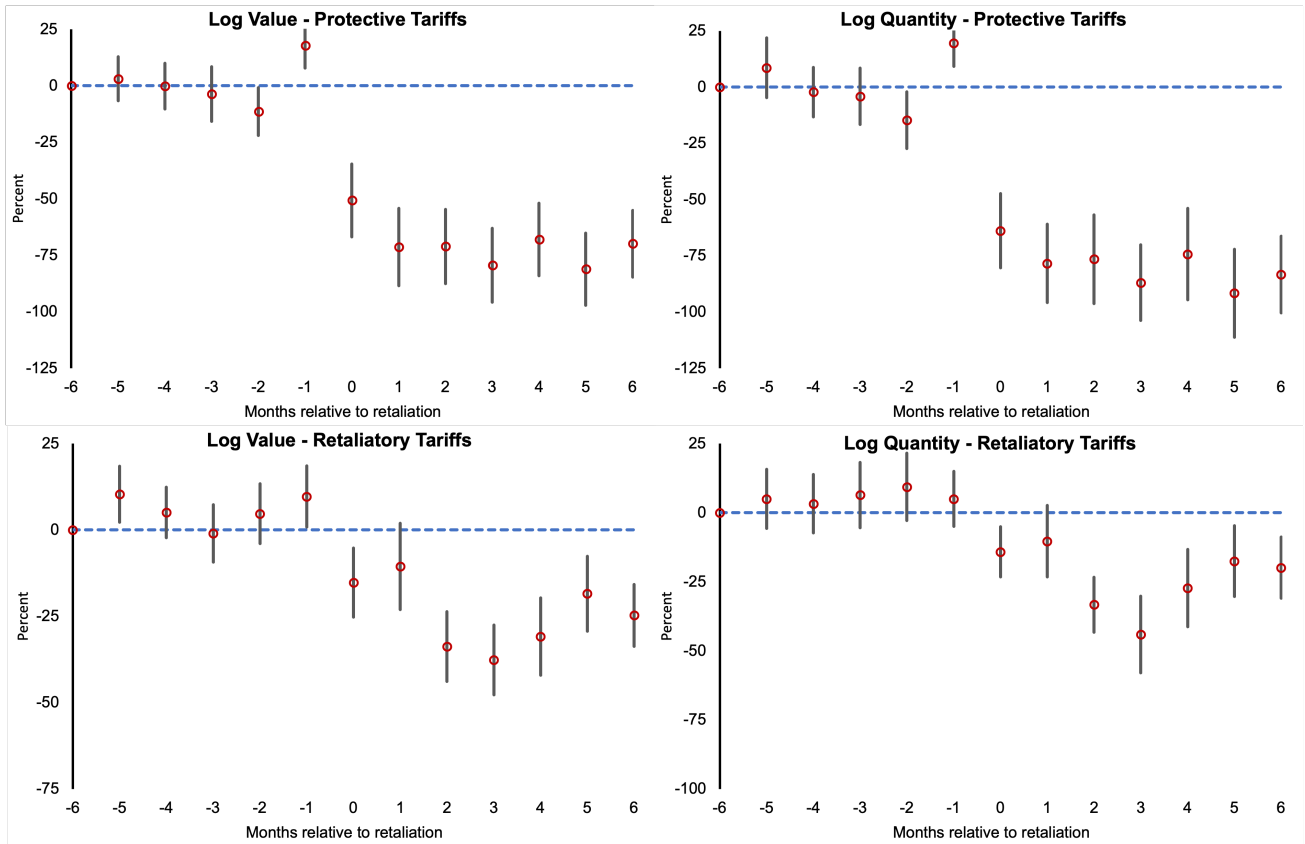 Log Value - Protective Tariffs
25
0
-25
-50
-75
-100
-125
Percent
-6 -5 -4 -3 -2 -1 0 1 2 3 4 5 6
Months relative to retaliation
Log Quantity - Protective Tariffs
25
0
-25
-50
-75
-100
-125
Percent
-6 -5 -4 -3 -2 -1 0 1 2 3 4 5 6
Months relative to retaliation
Log Value - Retaliatory Tariffs
25
0
-25
-50
-75
Percent
-6 -5 -4 -3 -2 -1 0 1 2 3 4 5 6
Months relative to retaliation
Log Quantity - Retaliatory Tariffs
25
0
-25
-50
-75
-100
Percent
-6 -5 -4 -3 -2 -1 0 1 2 3 4 5 6
Months relative to retaliation